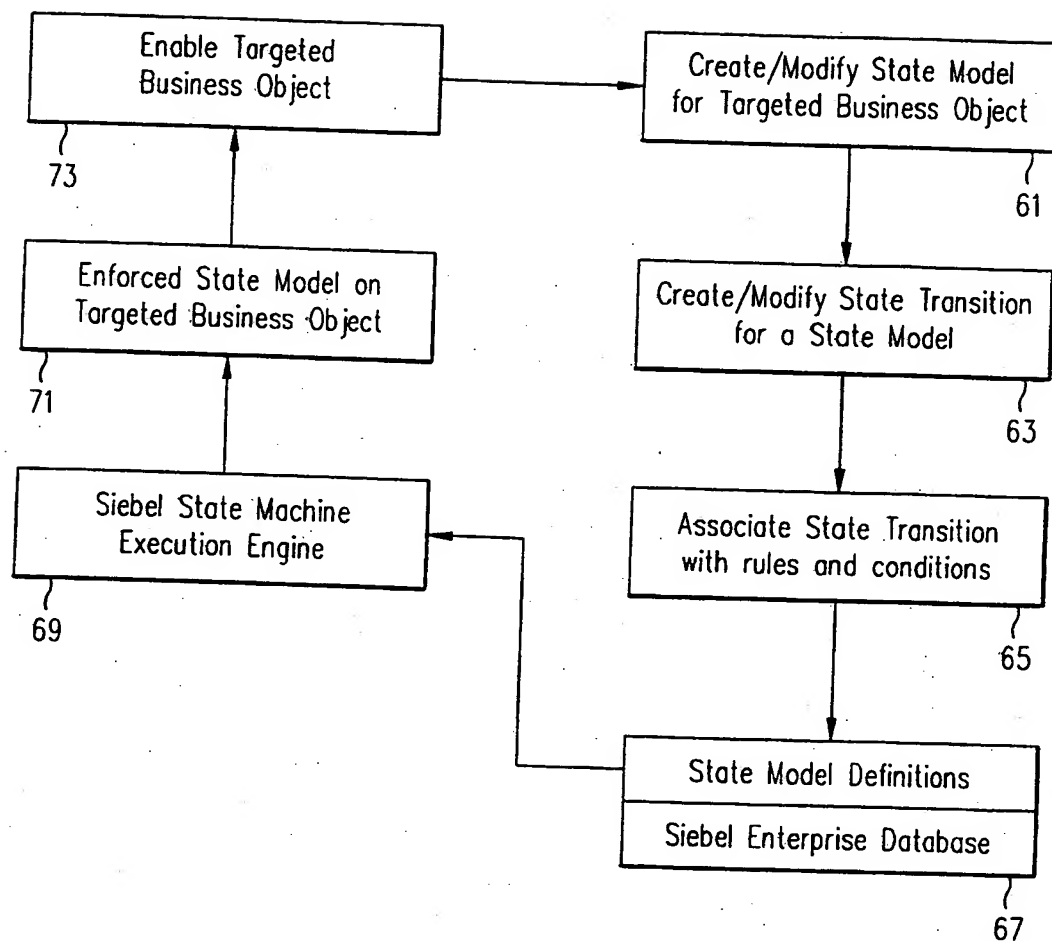 Enable Targeted
Business Object
73
Create/Modify State Model
for Targeted Business Object
61
Enforced State Model on
Targeted Business Object
71
Create/Modify State Transition
for a State Model
63
Siebel State Machine
Execution Engine
69
Associate State Transition
with rules and conditions
65
State Model Definitions
Siebel Enterprise Database
67